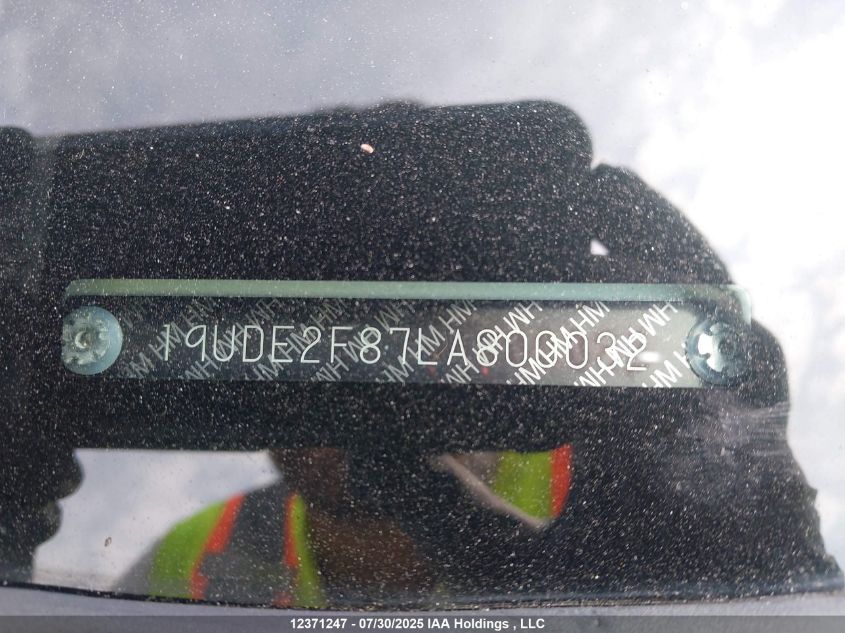 19UDE2F87LA800032
12371247 - 07/30/2025 IAA Holdings , LLC